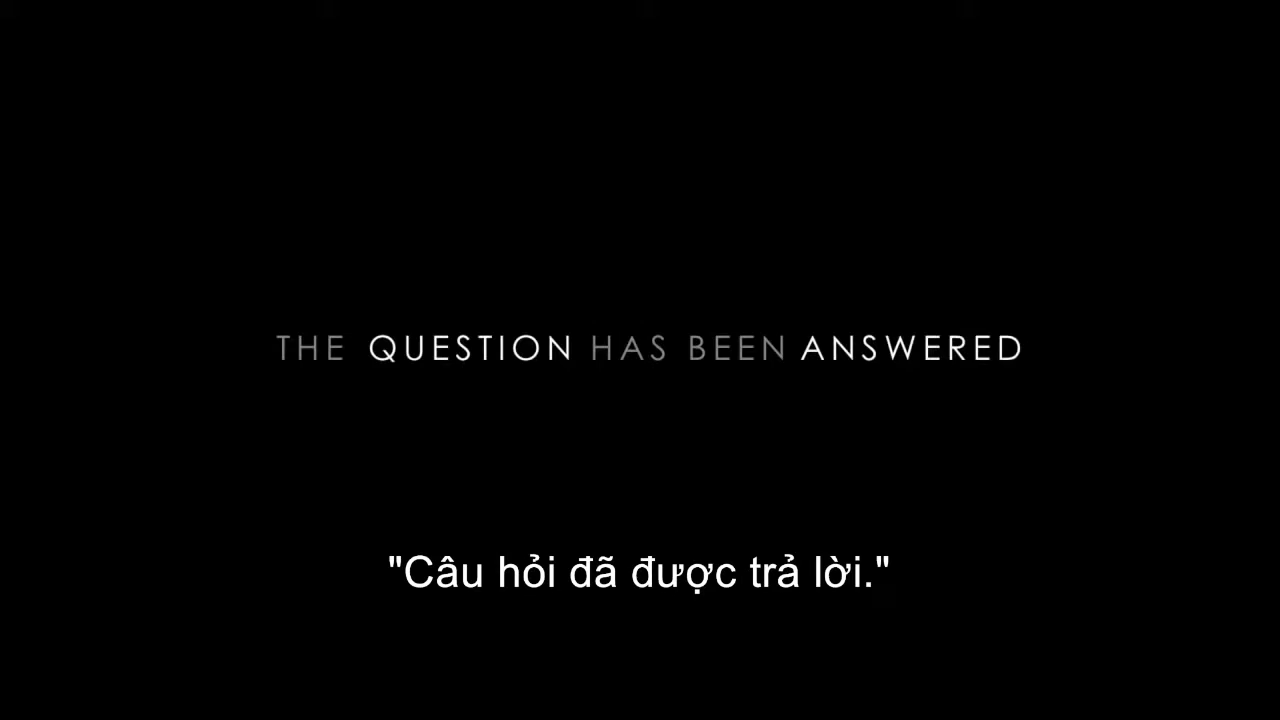 THE QUESTION HAS BEEN ANSWERED
"Câu hỏi đã được trả lời."